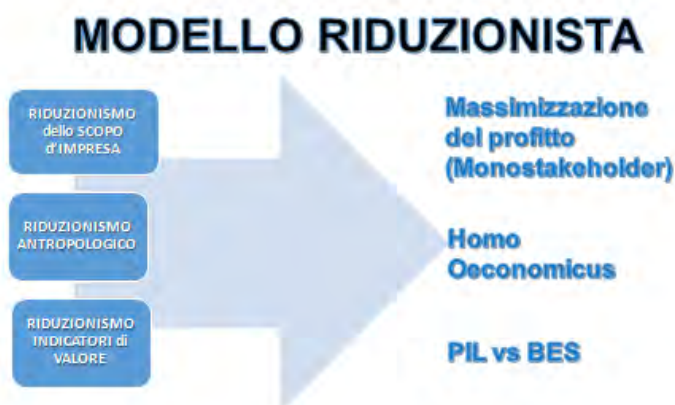 MODELLO RIDUZIONISTA
RIDUZIONISMO
dello SCOPO
d'IMPRESA
Massimizzazione
del profitto
(Monostakeholder)
RIDUZIONISMO
ANTROPOLOGICO
Homo
Oeconomicus
RIDUZIONISMO
INDICATORI di
VALORE
PIL vs BES